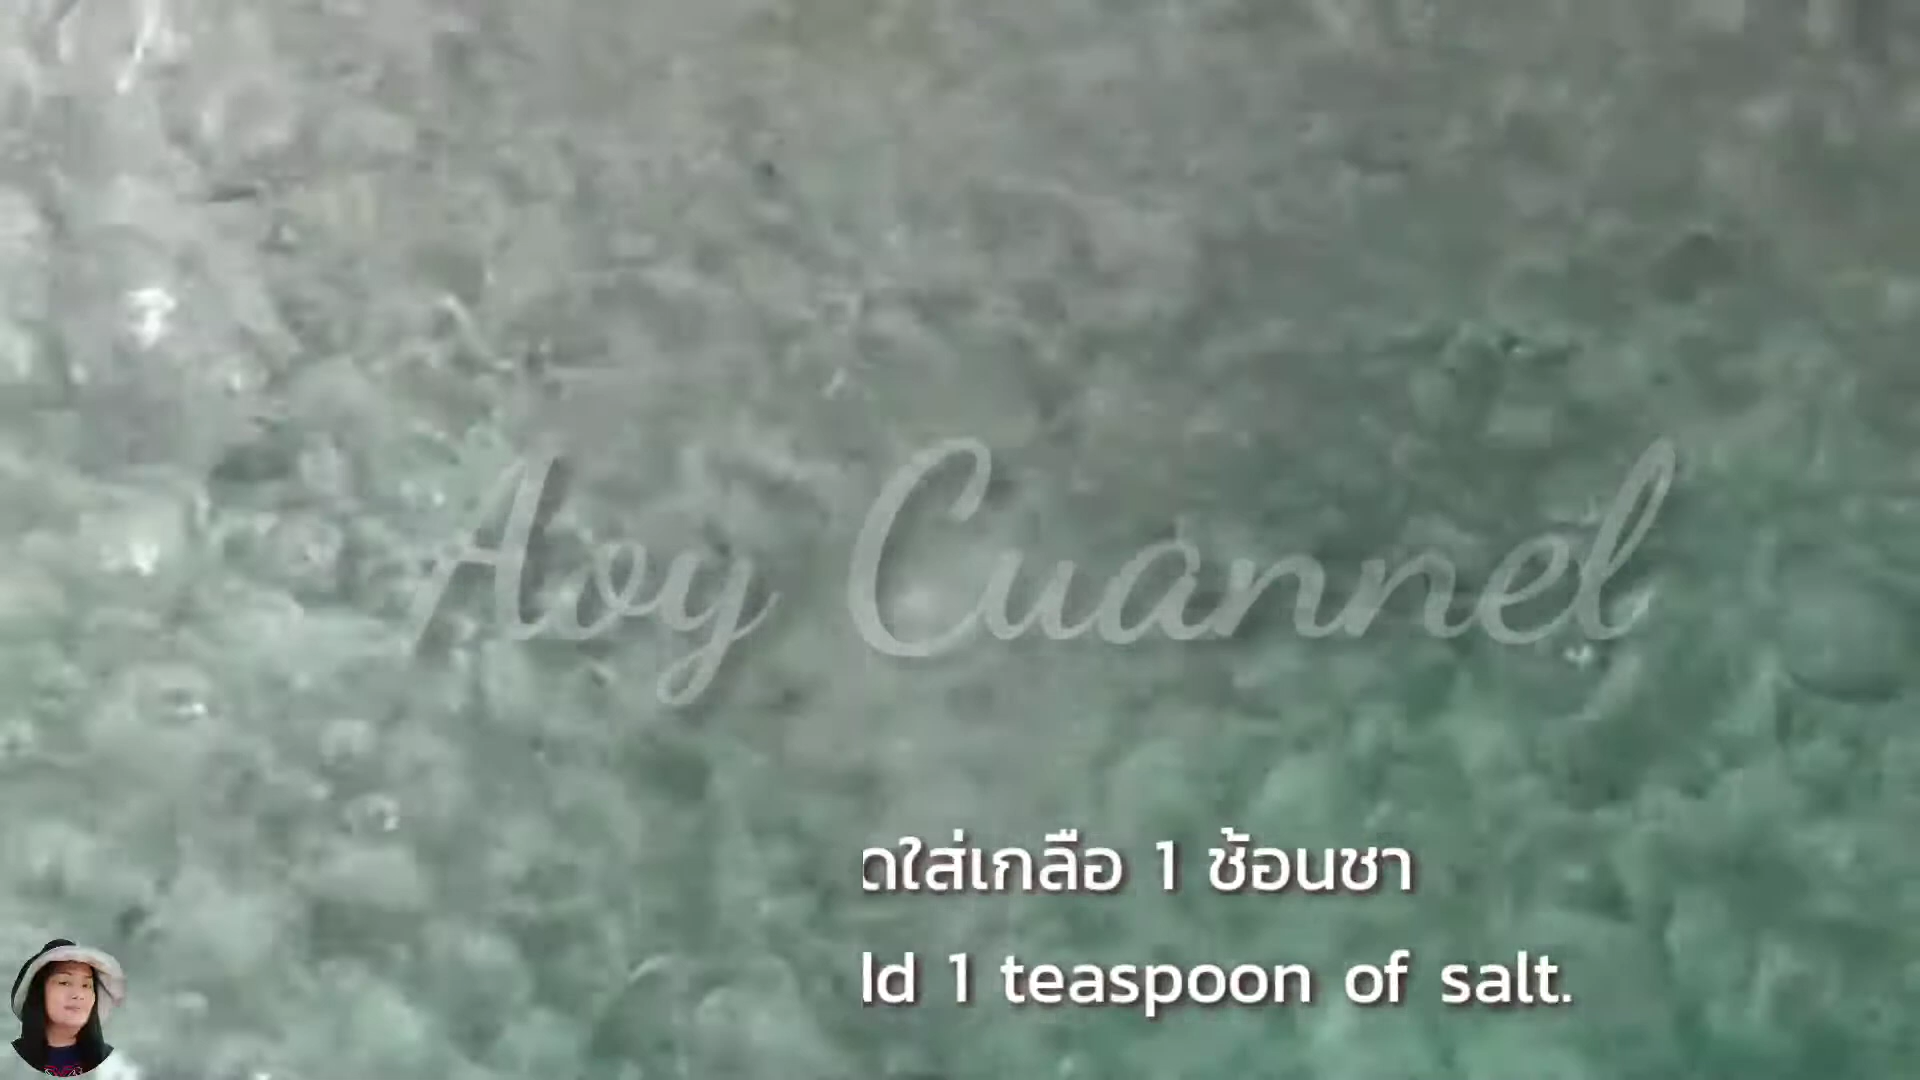 Aoy Cuannel
ดใส่เกลือ 1 ช้อนชา
ld 1 teaspoon of salt.